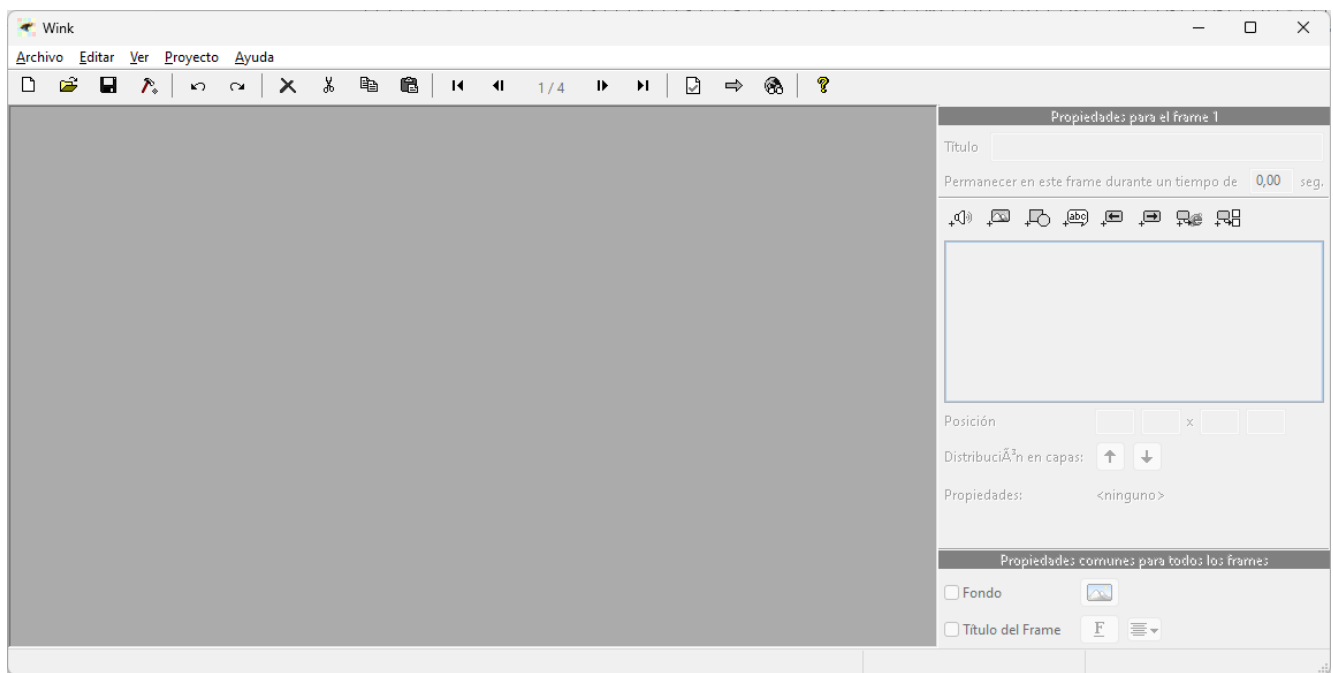 Wink
Archivo Editar Ver Proyecto Ayuda
1 / 4
Propiedades para el frame 1
Título
Permanecer en este frame durante un tiempo de 0,00 seg.
abc
Posición x
DistribuciÃ³n en capas:
Propiedades: <ninguno>
Propiedades comunes para todos los frames
Fondo
Título del Frame F